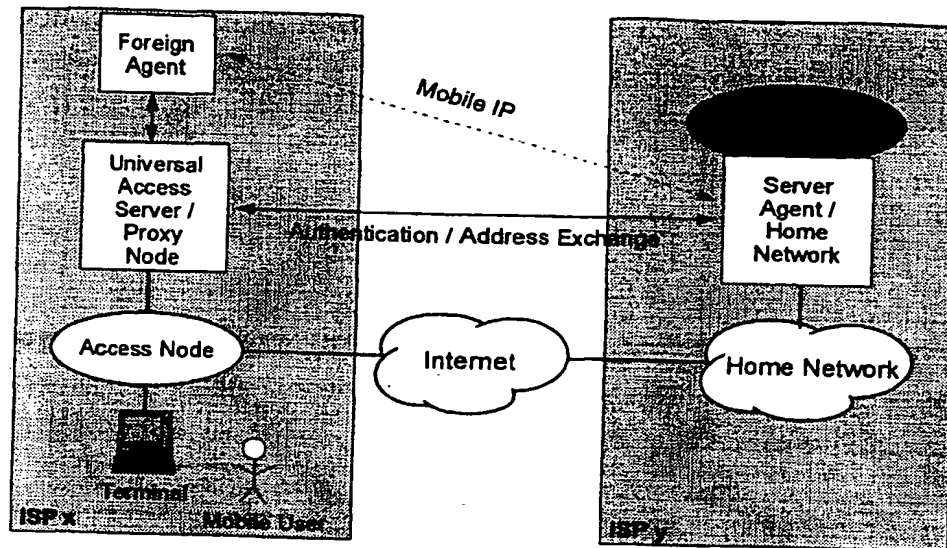 Foreign
Agent
Mobile IP
Universal
Access
Server /
Proxy
Node
Server
Agent /
Home
Network
Authentication / Address Exchange
Access Node
Internet
Home Network
Terminal
Mobile User
ISP x
ISP y